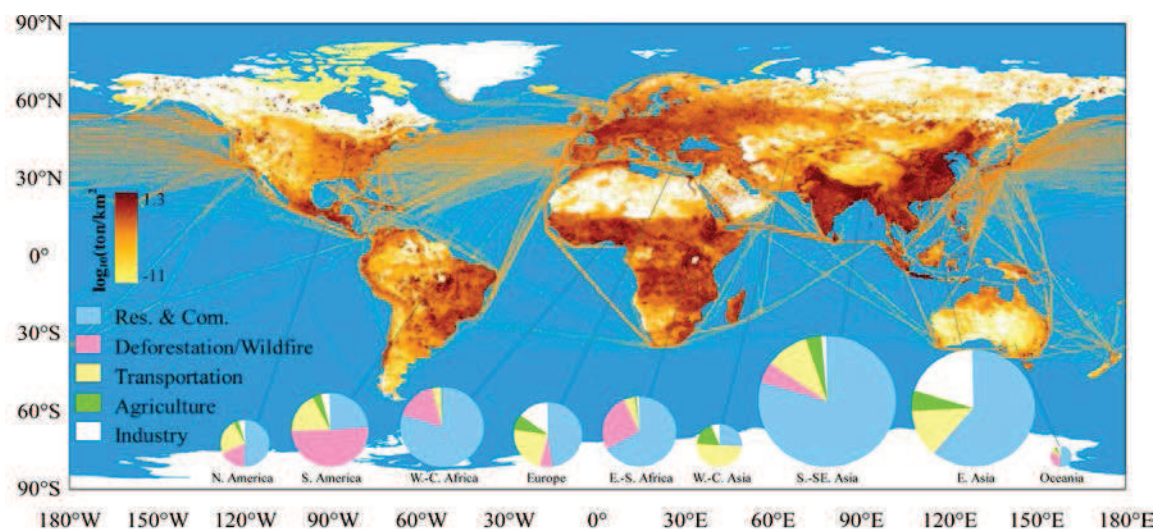 90°N
60°N
30°N
0°
30°S
60°S
90°S
log₁₀(ton/km²)
1.3
-11
Res. & Com.
Deforestation/Wildfire
Transportation
Agriculture
Industry
N. America S. America W.-C. Africa Europe E.-S. Africa W.-C. Asia S.-SE. Asia E. Asia Oceania
180°W 150°W 120°W 90°W 60°W 30°W 0° 30°E 60°E 90°E 120°E 150°E 180°E